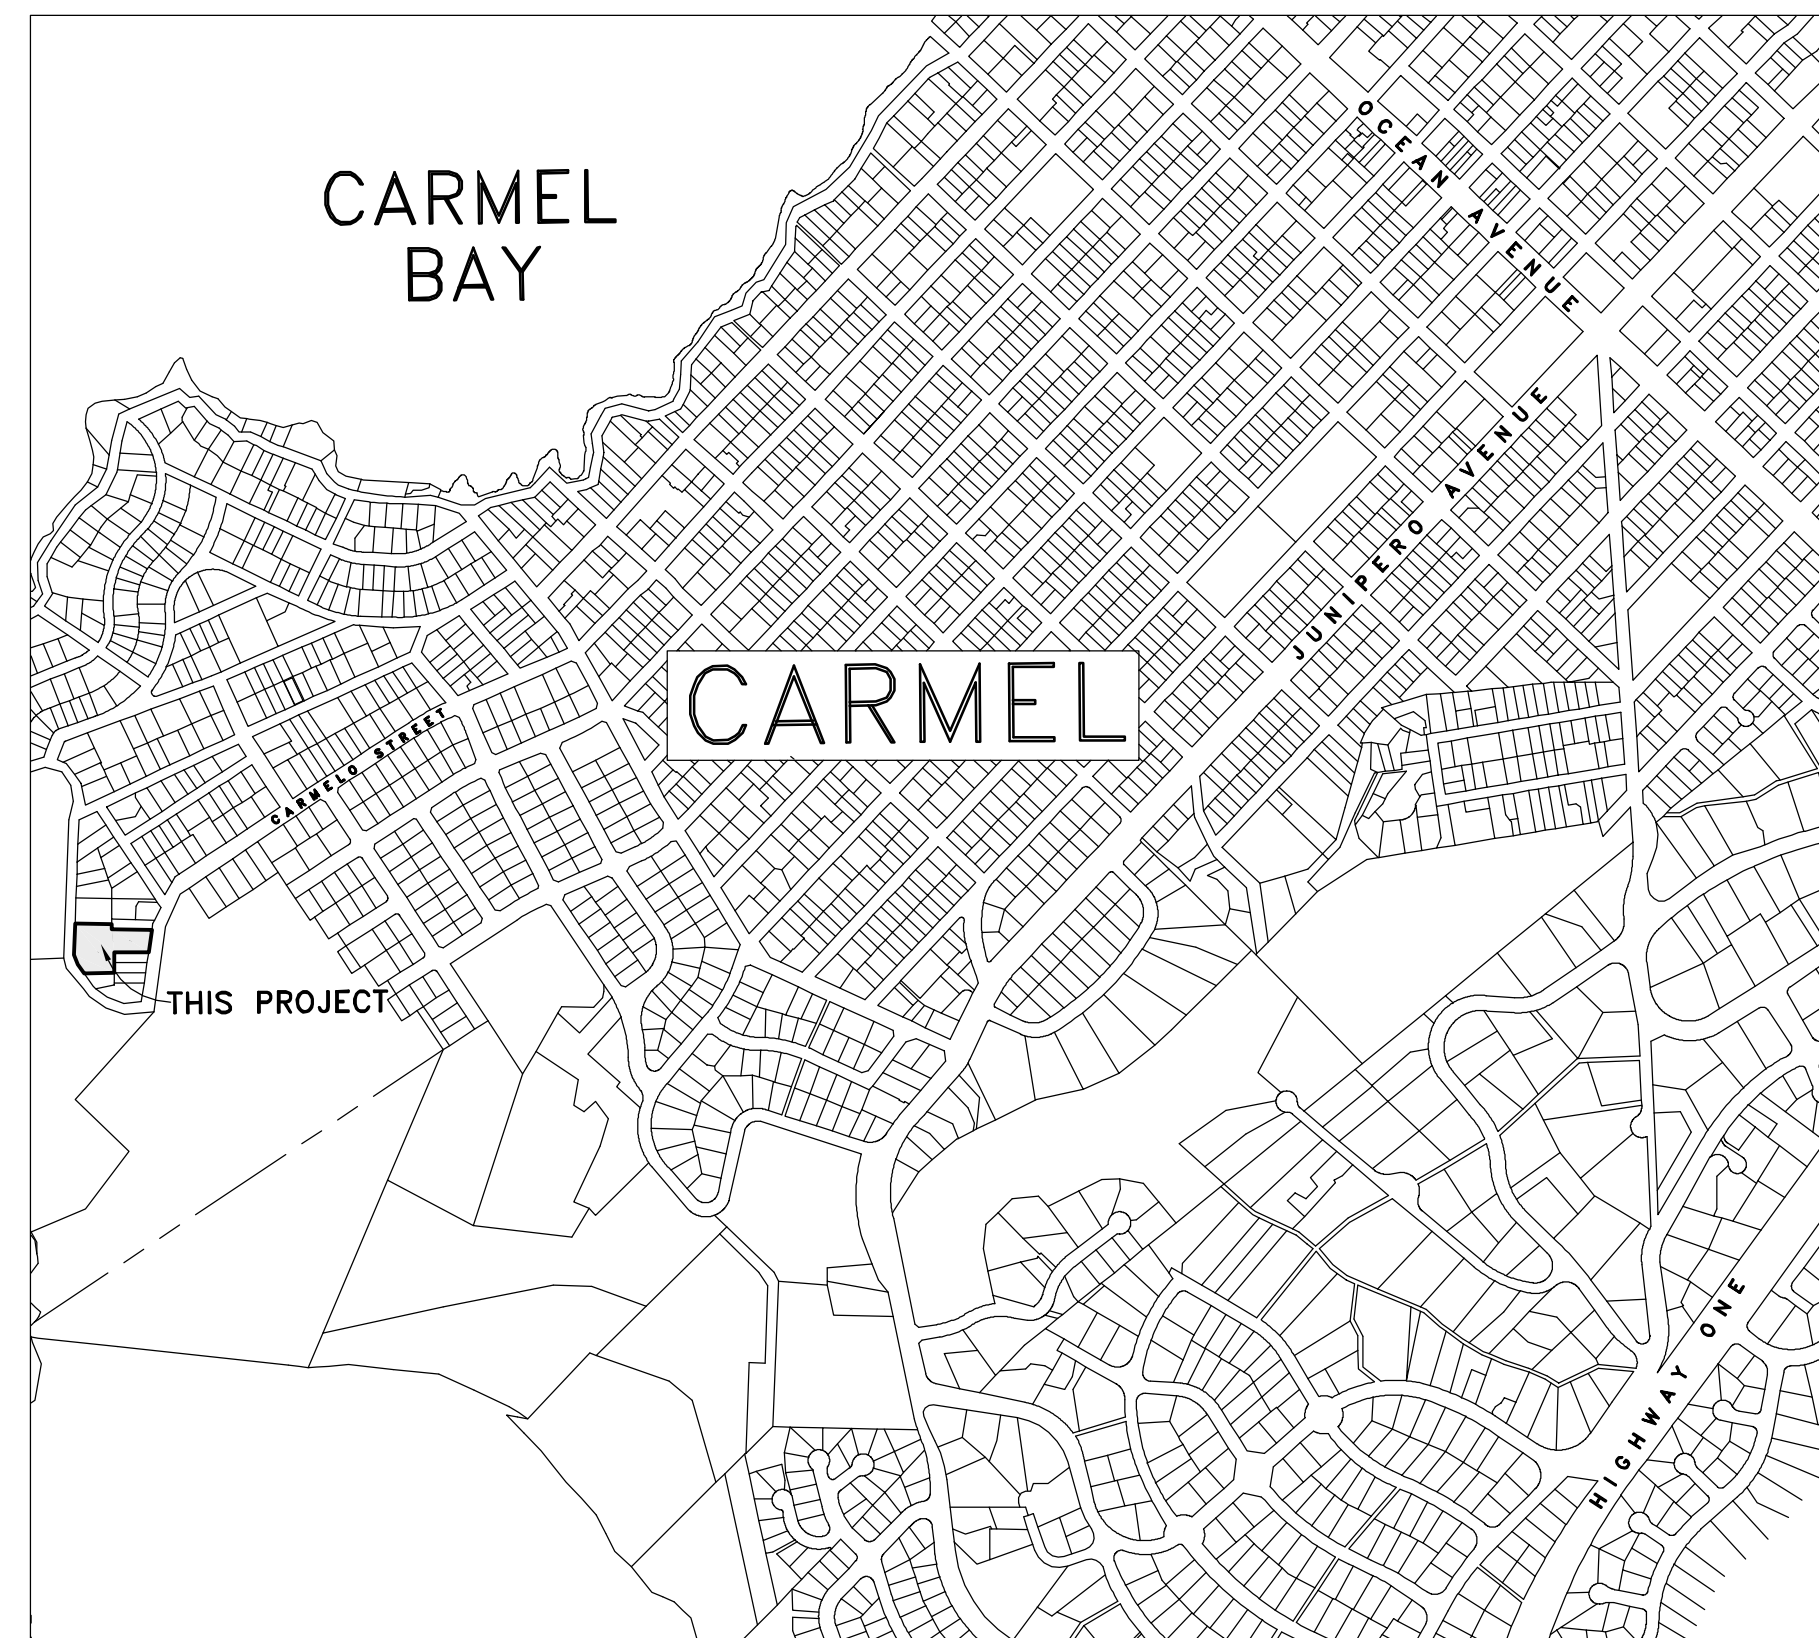 CARMEL
BAY
OCEAN AVENUE
JUNIPERO AVENUE
CARMEL
CARMELO STREET
THIS PROJECT
HIGHWAY ONE